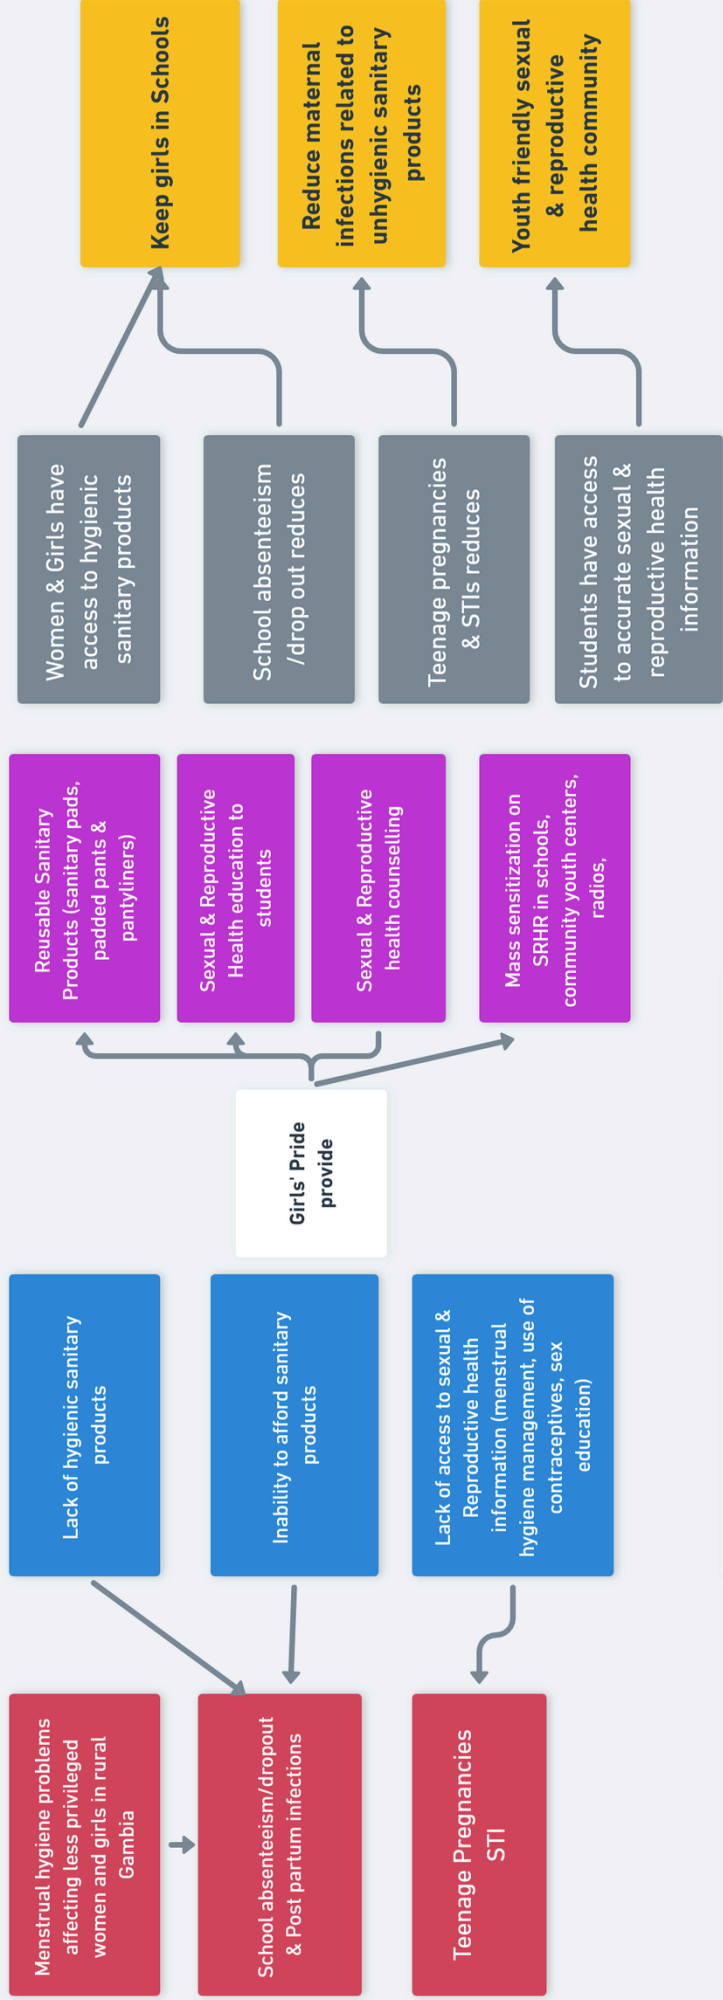 Menstrual hygiene problems
affecting less privileged
women and girls in rural
Gambia
School absenteeism/dropout
& Post partum infections
Teenage Pregnancies
STI
Lack of hygienic sanitary
products
Inability to afford sanitary
products
Lack of access to sexual &
Reproductive health
information (menstrual
hygiene management, use of
contraceptives, sex
education)
Girls' Pride
provide
Reusable Sanitary
Products (sanitary pads,
padded pants &
pantyliners)
Sexual & Reproductive
Health education to
students
Sexual & Reproductive
health counselling
Mass sensitization on
SRHR in schools,
community youth centers,
radios,
Women & Girls have
access to hygienic
sanitary products
School absenteeism
/drop out reduces
Teenage pregnancies
& STIs reduces
Students have access
to accurate sexual &
reproductive health
information
Keep girls in Schools
Reduce maternal
infections related to
unhygienic sanitary
products
Youth friendly sexual
& reproductive
health community